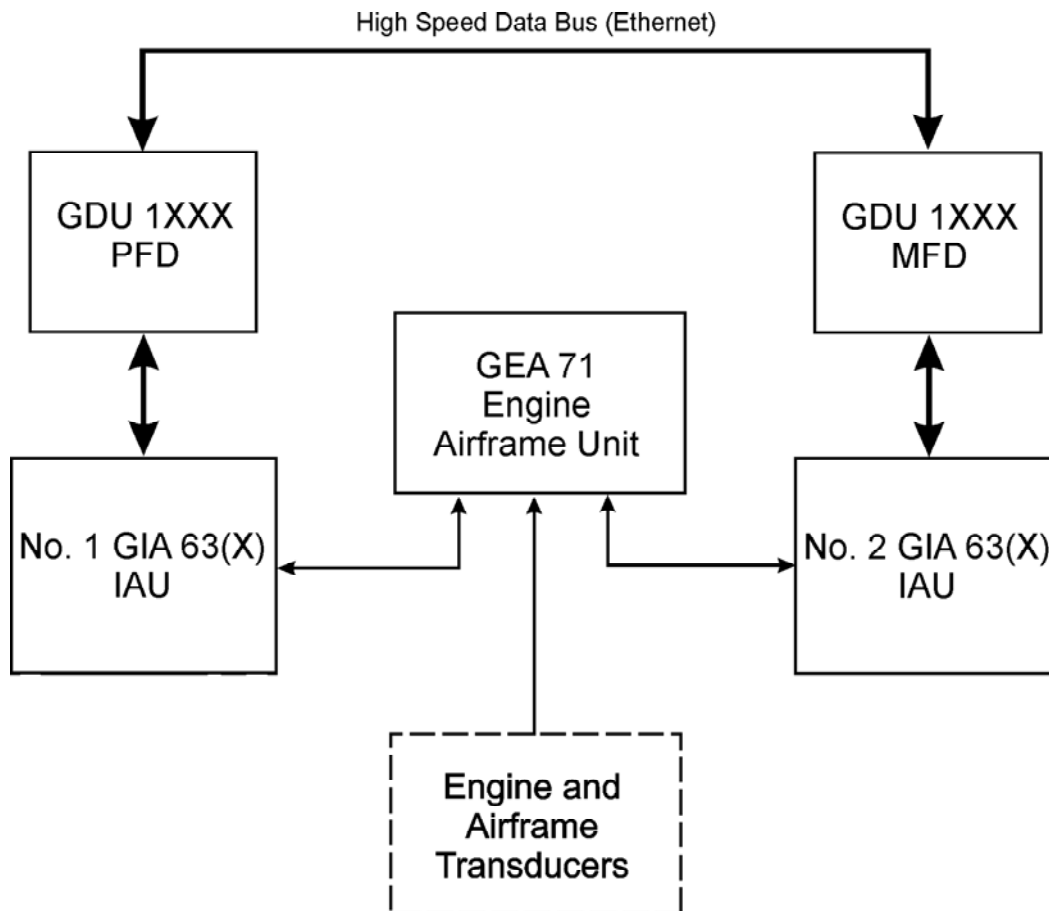 High Speed Data Bus (Ethernet)
GDU 1XXX
PFD
GDU 1XXX
MFD
GEA 71
Engine
Airframe Unit
No. 1 GIA 63(X)
IAU
No. 2 GIA 63(X)
IAU
Engine and
Airframe
Transducers